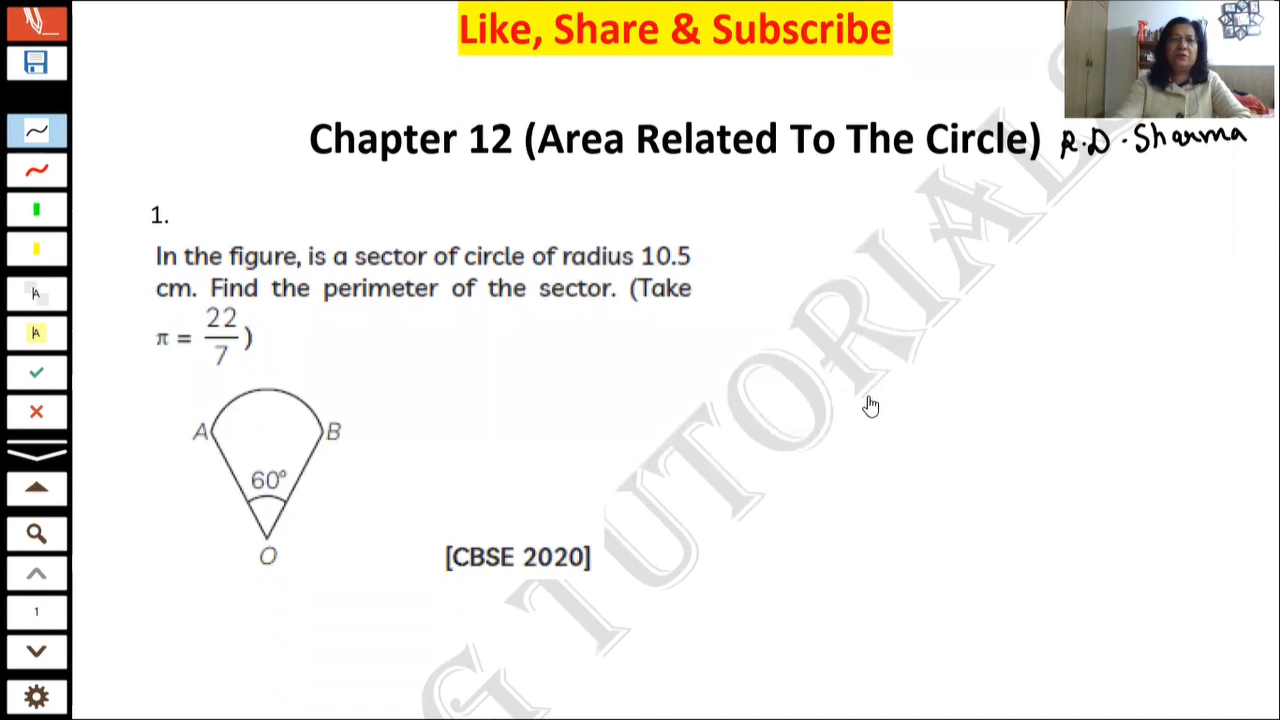 Like, Share & Subscribe
Chapter 12 (Area Related To The Circle) R.D. Sharma
1.
In the figure, is a sector of circle of radius 10.5
cm. Find the perimeter of the sector. (Take
π = 22/7)
A
B
60°
O
[CBSE 2020]
G TUTORIALS
A
A
1